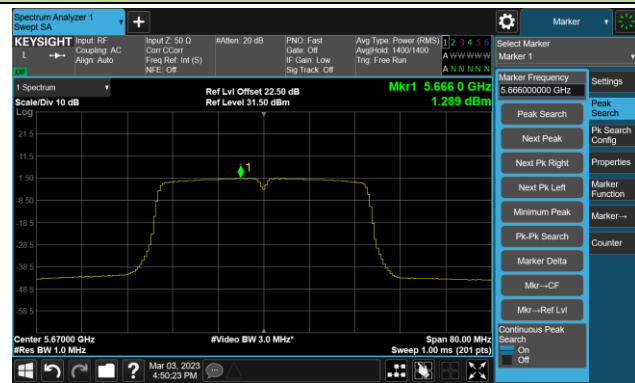 Spectrum Analyzer 1
Swept SA
KEYSIGHT
L
LW
Input: RF
Coupling: AC
Align: Auto
Input Z: 50 Ω
Corr CCorr
Freq Ref: Int (S)
NFE: Off
#Atten: 20 dB
PNO: Fast
Gate: Off
IF Gain: Low
Sig Track: Off
Avg Type: Power (RMS)
Avg|Hold: 1400/1400
Trig: Free Run
1 2 3 4 5 6
A W W W W W
A N N N N N
1 Spectrum
Scale/Div 10 dB
Log
Ref Lvl Offset 22.50 dB
Ref Level 31.50 dBm
Mkr1 5.666 0 GHz
1.289 dBm
21.5
11.5
1.50
-8.50
-18.5
-28.5
-38.5
-48.5
-58.5
1
Center 5.67000 GHz
#Res BW 1.0 MHz
#Video BW 3.0 MHz*
Span 80.00 MHz
Sweep 1.00 ms (201 pts)
?
Mar 03, 2023
4:50:23 PM
Marker
Select Marker
Marker 1
Marker Frequency
5.666000000 GHz
Peak Search
Next Peak
Next Pk Right
Next Pk Left
Minimum Peak
Pk-Pk Search
Marker Delta
Mkr→CF
Mkr→Ref Lvl
Continuous Peak
Search
On
Off
Settings
Peak
Search
Pk Search
Config
Properties
Marker
Function
Marker→
Counter